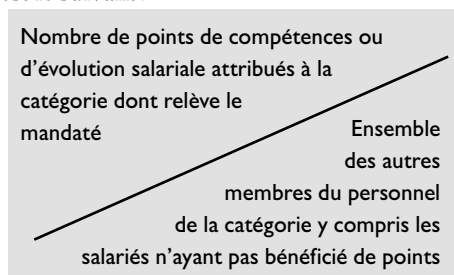 Nombre de points de compétences ou
d'évolution salariale attribués à la
catégorie dont relève le
mandaté
Ensemble
des autres
membres du personnel
de la catégorie y compris les
salariés n'ayant pas bénéficié de points